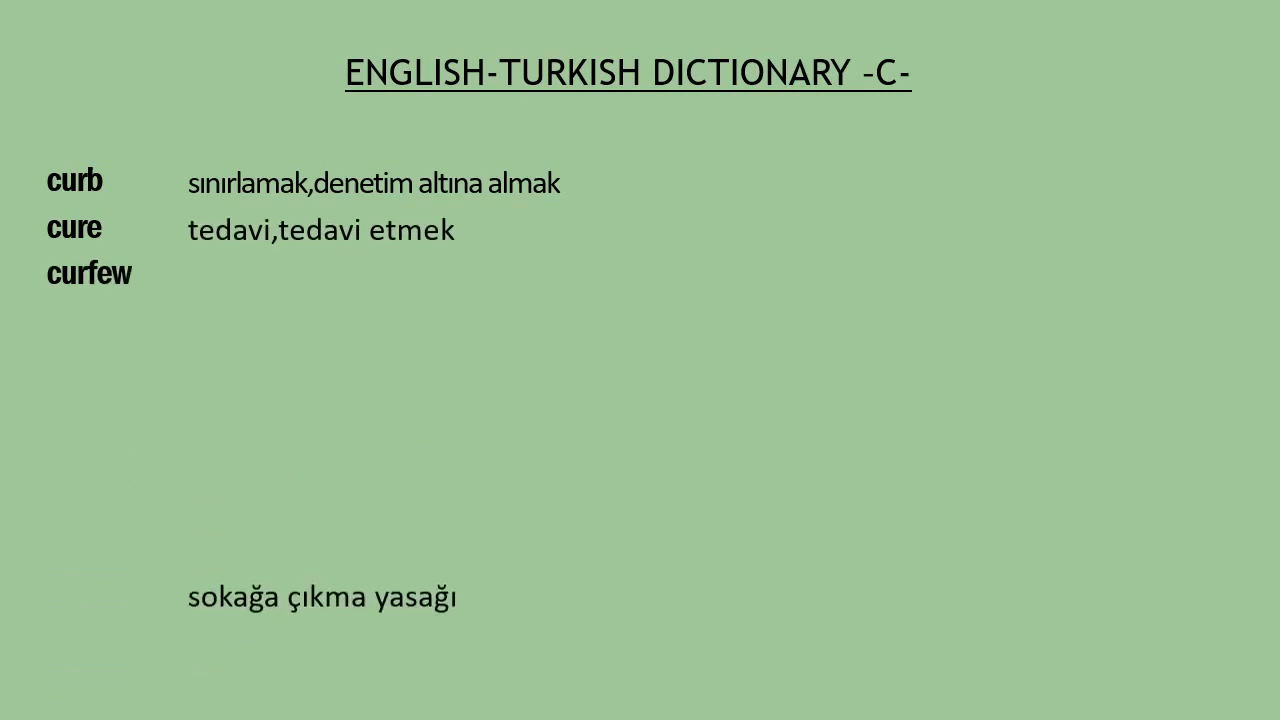 ENGLISH-TURKISH DICTIONARY –C-
curb sınırlamak,denetim altına almak
cure tedavi,tedavi etmek
curfew
sokağa çıkma yasağı